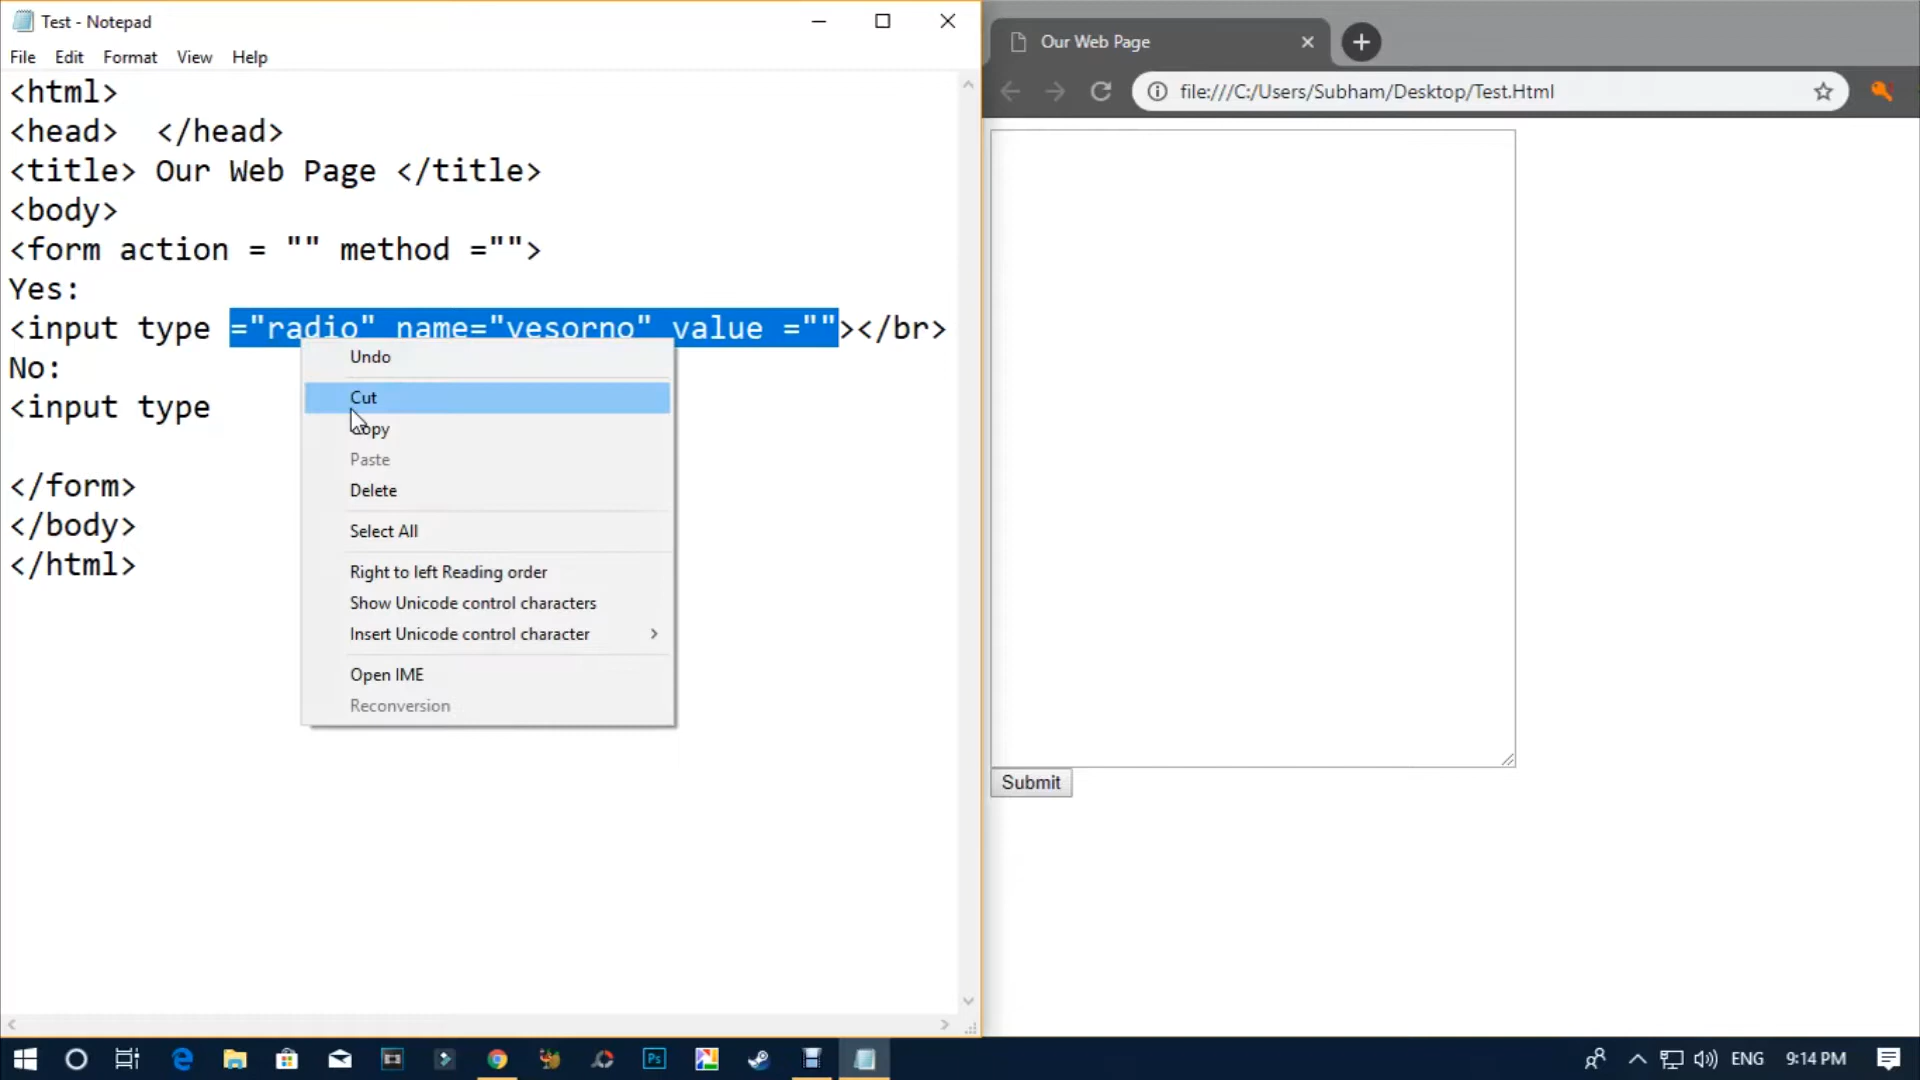 Test - Notepad
File Edit Format View Help
<html>
<head>  </head>
<title> Our Web Page </title>
<body>
<form action = "" method ="">
Yes:
<input type ="radio" name="yesorno" value =""></br>
No:
<input type
</form>
</body>
</html>
Undo
Cut
Copy
Paste
Delete
Select All
Right to left Reading order
Show Unicode control characters
Insert Unicode control character
Open IME
Reconversion
Our Web Page
file:///C:/Users/Subham/Desktop/Test.Html
Submit
Ps
ENG 9:14 PM